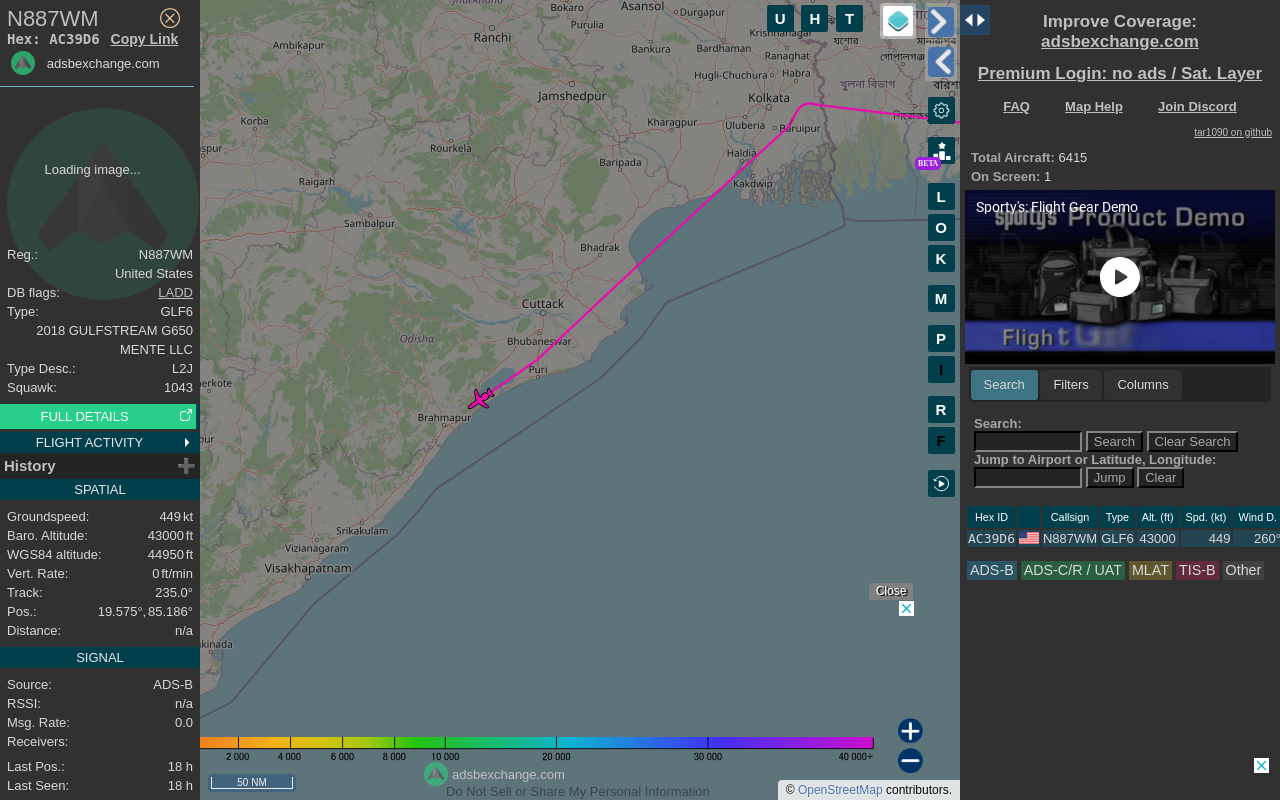 N887WM
Hex: AC39D6 Copy Link
adsbexchange.com
Loading image...
Reg.: N887WM
United States
DB flags: LADD
Type: GLF6
2018 GULFSTREAM G650
MENTE LLC
Type Desc.: L2J
Squawk: 1043
FULL DETAILS
FLIGHT ACTIVITY
History
SPATIAL
Groundspeed: 449 kt
Baro. Altitude: 43000 ft
WGS84 altitude: 44950 ft
Vert. Rate: 0 ft/min
Track: 235.0°
Pos.: 19.575°, 85.186°
Distance: n/a
SIGNAL
Source: ADS-B
RSSI: n/a
Msg. Rate: 0.0
Receivers:
Last Pos.: 18 h
Last Seen: 18 h
Jharkhand
Bokaro
Asansol
Durgapur
Purulia
Ranchi
Ambikapur
Bankura
Bardhaman
Krishnanagar
যশোর
Ranaghat
গোপালগঞ্জ
Hugli-Chuchura
Habra
খুলনা বিভাগ
Jamshedpur
Kolkata
Korba
Kharagpur
Uluberia
Baruipur
Rourkela
Haldia
Baripada
Raigarh
Kakdwip
Sambalpur
Bhadrak
Cuttack
Odisha
Bhubaneswar
Puri
Brahmapur
Srikakulam
Vizianagaram
Visakhapatnam
U H T
L
O
K
M
P
I
R
F
BETA
Close
2 000 4 000 6 000 8 000 10 000 20 000 30 000 40 000+
50 NM
adsbexchange.com
Do Not Sell or Share My Personal Information
© OpenStreetMap contributors.
Improve Coverage:
adsbexchange.com
Premium Login: no ads / Sat. Layer
FAQ Map Help Join Discord
tar1090 on github
Total Aircraft: 6415
On Screen: 1
Sporty's: Flight Gear Demo
sportys Product Demo
Flight
Search Filters Columns
Search:
Search Clear Search
Jump to Airport or Latitude, Longitude:
Jump Clear
Hex ID Callsign Type Alt. (ft) Spd. (kt) Wind D.
AC39D6 N887WM GLF6 43000 449 260°
ADS-B ADS-C/R / UAT MLAT TIS-B Other